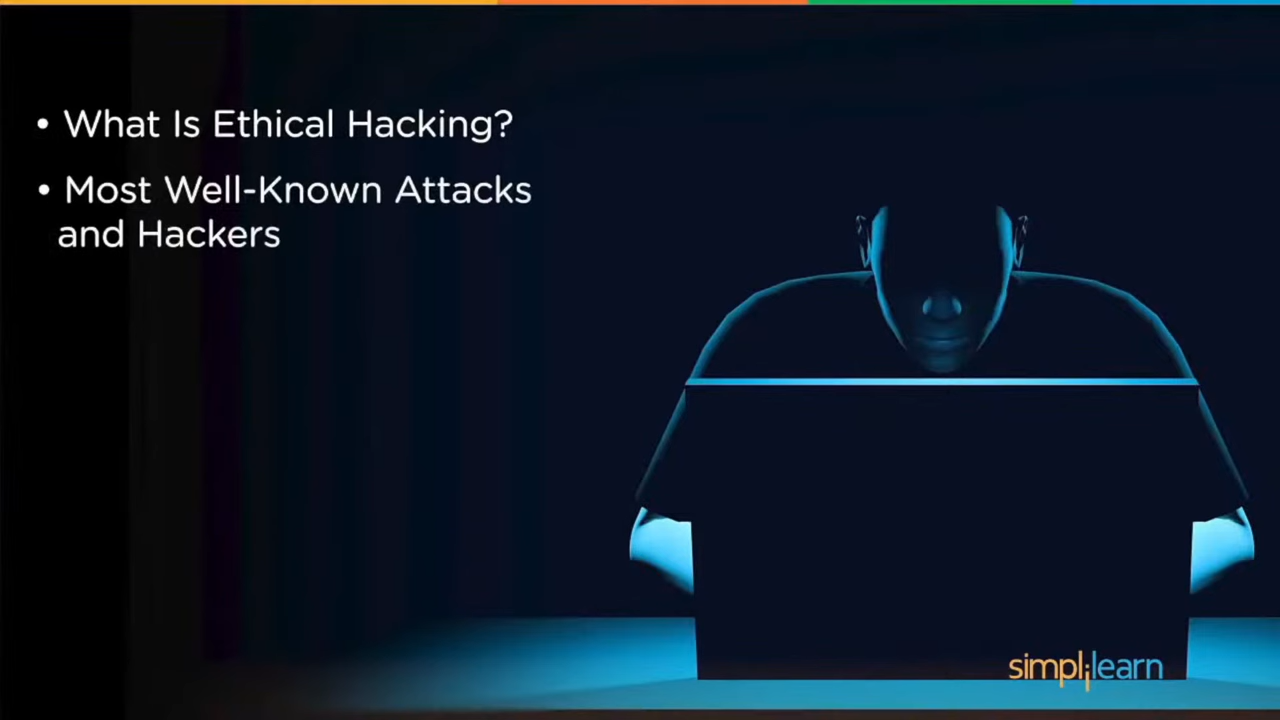 • What Is Ethical Hacking?
• Most Well-Known Attacks
and Hackers
simplilearn